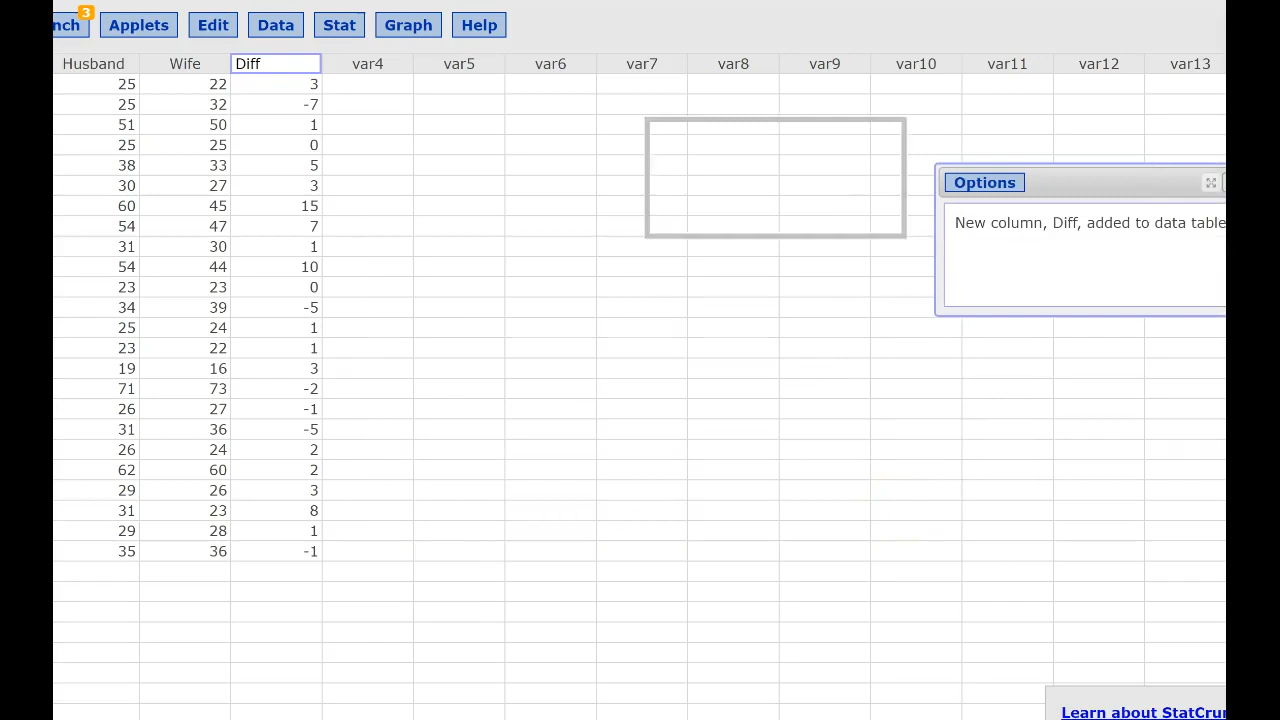 nch 3 Applets Edit Data Stat Graph Help
Husband Wife Diff var4 var5 var6 var7 var8 var9 var10 var11 var12 var13
25 22 3
25 32 -7
51 50 1
25 25 0
38 33 5
Options
30 27 3
60 45 15
New column, Diff, added to data table
54 47 7
31 30 1
54 44 10
23 23 0
34 39 -5
25 24 1
23 22 1
19 16 3
71 73 -2
26 27 -1
31 36 -5
26 24 2
62 60 2
29 26 3
31 23 8
29 28 1
35 36 -1
Learn about StatCrun